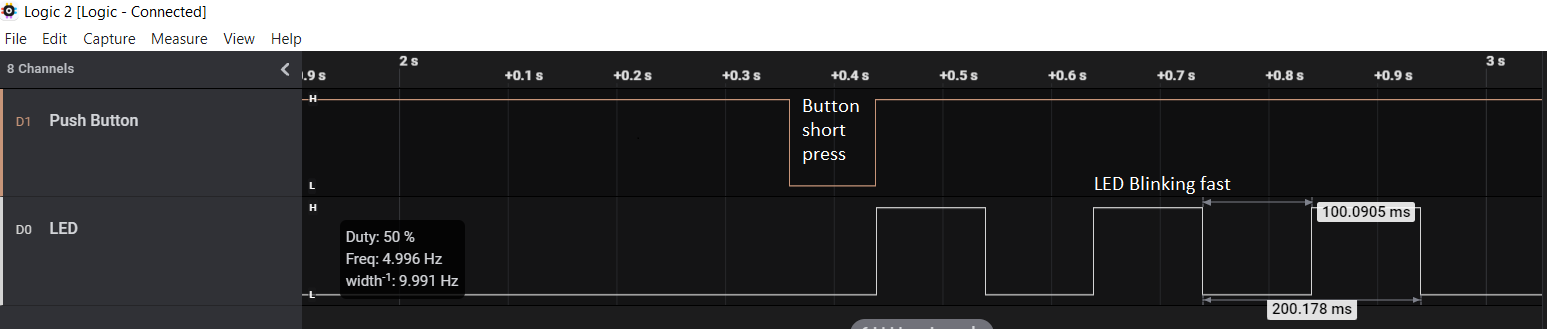 Logic 2 [Logic - Connected]
File Edit Capture Measure View Help
8 Channels
2 s
3 s
.9 s +0.1 s +0.2 s +0.3 s +0.4 s +0.5 s +0.6 s +0.7 s +0.8 s +0.9 s
H
D1 Push Button
Button
short
press
L
LED Blinking fast
H
D0 LED
100.0905 ms
Duty: 50 %
Freq: 4.996 Hz
width-1: 9.991 Hz
L
200.178 ms